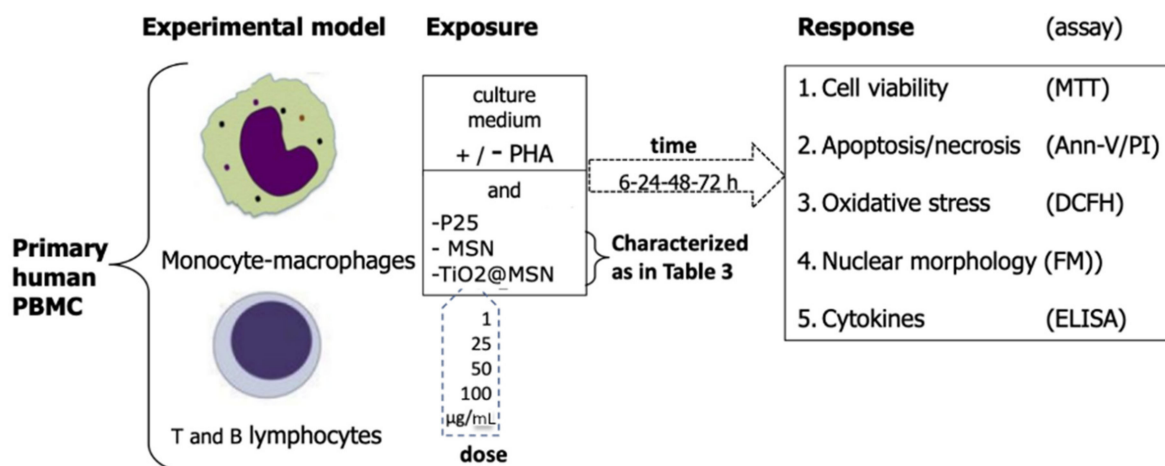 Experimental model
Exposure
Response (assay)
Primary
human
PBMC
Monocyte-macrophages
T and B lymphocytes
culture
medium
+ / - PHA
and
-P25
- MSN
-TiO2@MSN
1
25
50
100
µg/mL
dose
time
6-24-48-72 h
Characterized
as in Table 3
1. Cell viability (MTT)
2. Apoptosis/necrosis (Ann-V/PI)
3. Oxidative stress (DCFH)
4. Nuclear morphology (FM))
5. Cytokines (ELISA)